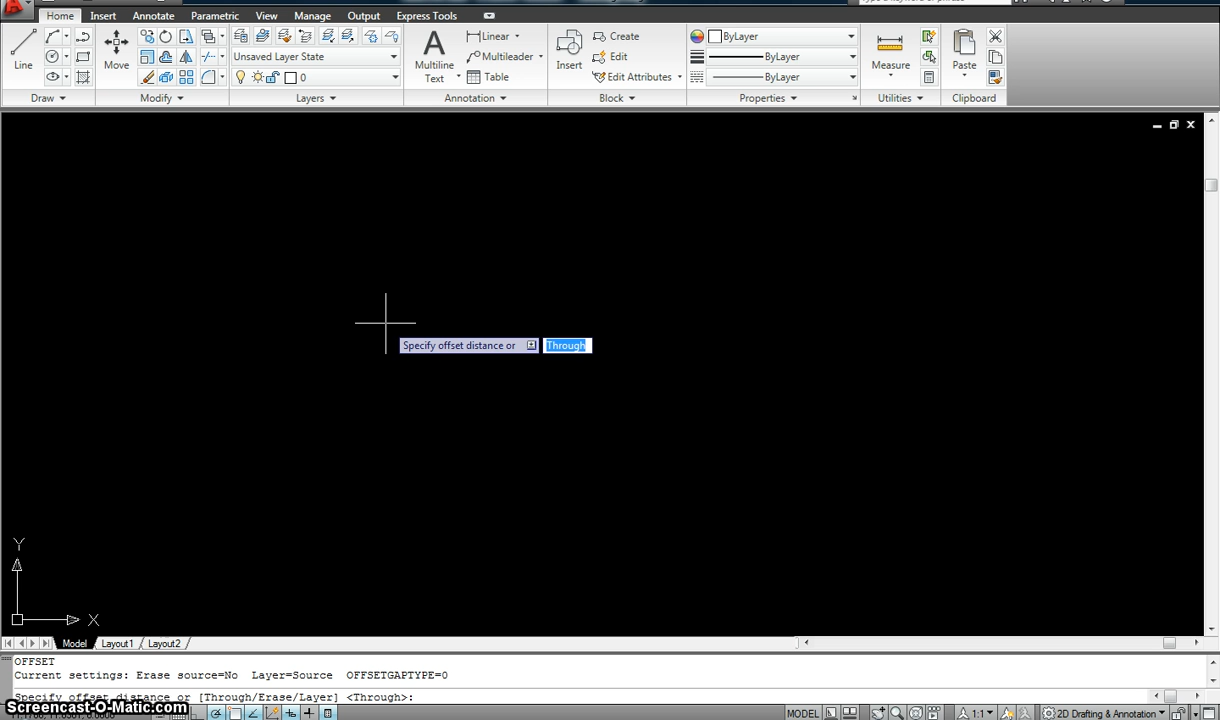 Home Insert Annotate Parametric View Manage Output Express Tools
Linear Create ByLayer
Unsaved Layer State Multileader Edit ByLayer
Line Move Multiline Text Insert Measure Paste
0 Table Edit Attributes ByLayer
Draw Modify Layers Annotation Block Properties Utilities Clipboard
Specify offset distance or Through
Y
X
Model Layout1 Layout2
OFFSET
Current settings: Erase source=No Layer=Source OFFSETGAPTYPE=0
Specify offset distance or [Through/Erase/Layer] <Through>:
Screencast-O-Matic.com
MODEL 1:1 2D Drafting & Annotation